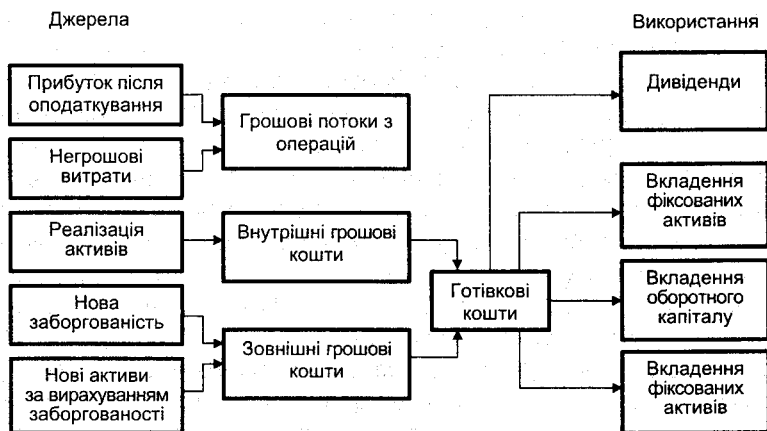 Джерела
Прибуток після
оподаткування
Негрошові
витрати
Реалізація
активів
Нова
заборгованість
Нові активи
за вирахуванням
заборгованості
Грошові потоки з
операцій
Внутрішні грошові
кошти
Зовнішні грошові
кошти
Готівкові
кошти
Використання
Дивіденди
Вкладення
фіксованих
активів
Вкладення
оборотного
капіталу
Вкладення
фіксованих
активів